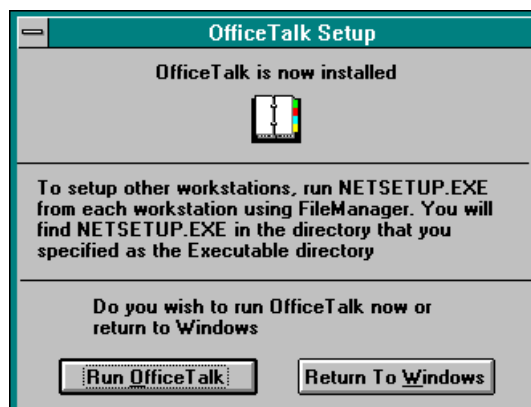 OfficeTalk Setup
OfficeTalk is now installed
To setup other workstations, run NETSETUP.EXE
from each workstation using FileManager. You will
find NETSETUP.EXE in the directory that you
specified as the Executable directory
Do you wish to run OfficeTalk now or
return to Windows
Run OfficeTalk
Return To Windows